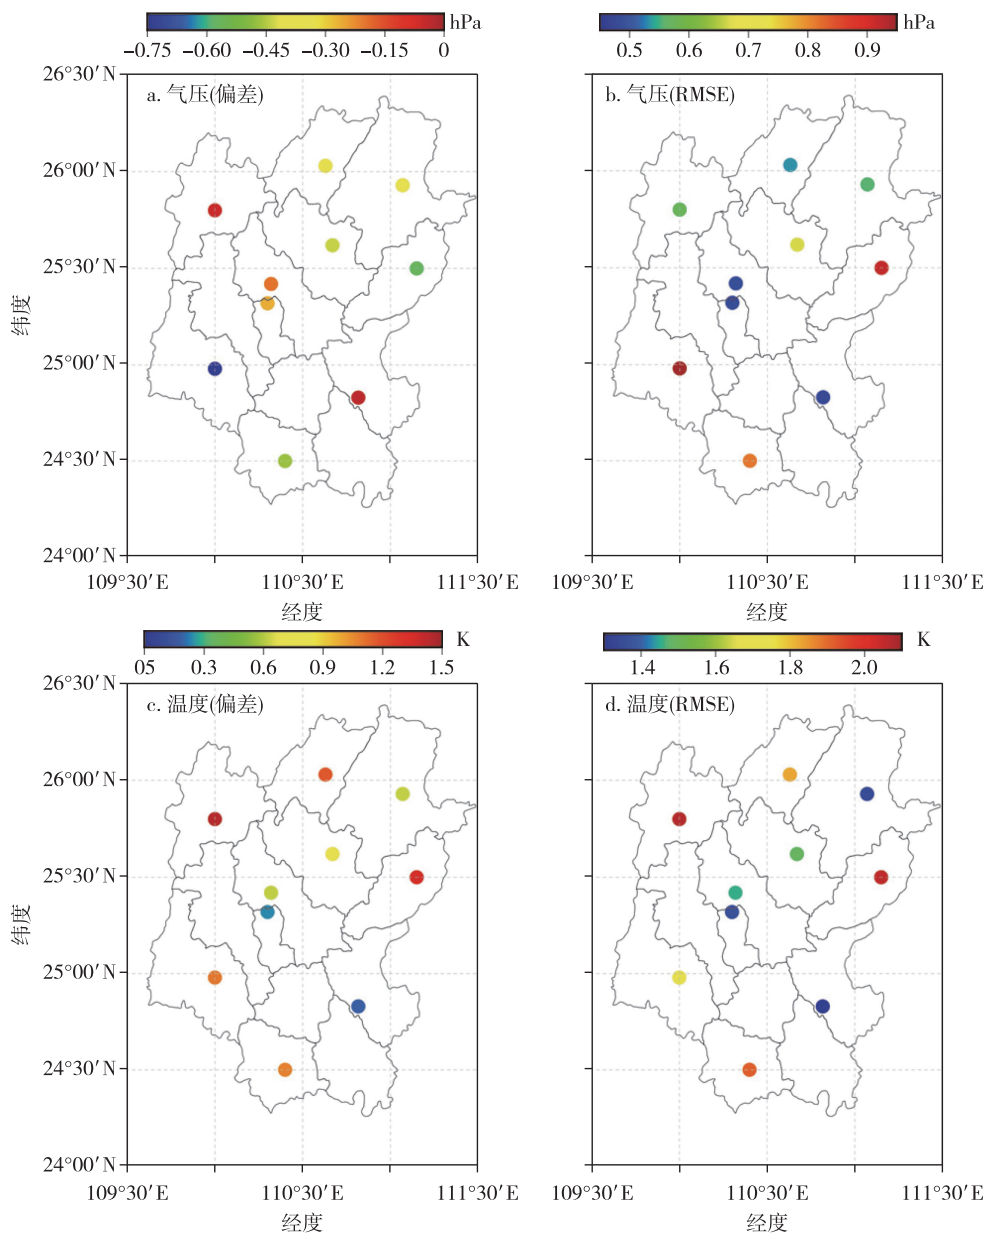 hPa
−0.75 −0.60 −0.45 −0.30 −0.15 0
hPa
0.5 0.6 0.7 0.8 0.9
26°30′N
a. 气压(偏差)
b. 气压(RMSE)
26°00′N
25°30′N
纬度
25°00′N
24°30′N
24°00′N
109°30′E 110°30′E 111°30′E
109°30′E 110°30′E 111°30′E
经度
经度
K
05 0.3 0.6 0.9 1.2 1.5
K
1.4 1.6 1.8 2.0
26°30′N
c. 温度(偏差)
d. 温度(RMSE)
26°00′N
25°30′N
纬度
25°00′N
24°30′N
24°00′N
109°30′E 110°30′E 111°30′E
109°30′E 110°30′E 111°30′E
经度
经度